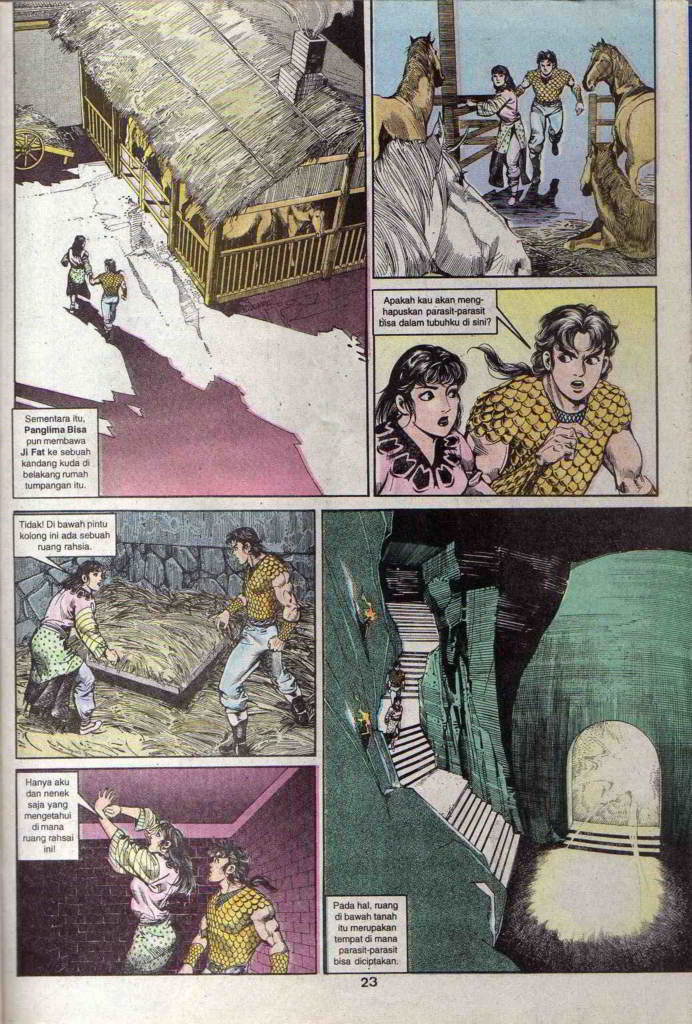 Apakah kau akan meng-
hapuskan parasit-parasit
bisa dalam tubuhku di sini?
Sementara itu,
Panglima Bisa
pun membawa
Ji Fat ke sebuah
kandang kuda di
belakang rumah
tumpangan itu.
Tidak! Di bawah pintu
kolong ini ada sebuah
ruang rahsia.
Hanya aku
dan nenek
saja yang
mengetahui
di mana
ruang rahsai
ini!
Pada hal, ruang
di bawah tanah
itu merupakan
tempat di mana
parasit-parasit
bisa diciptakan.
23